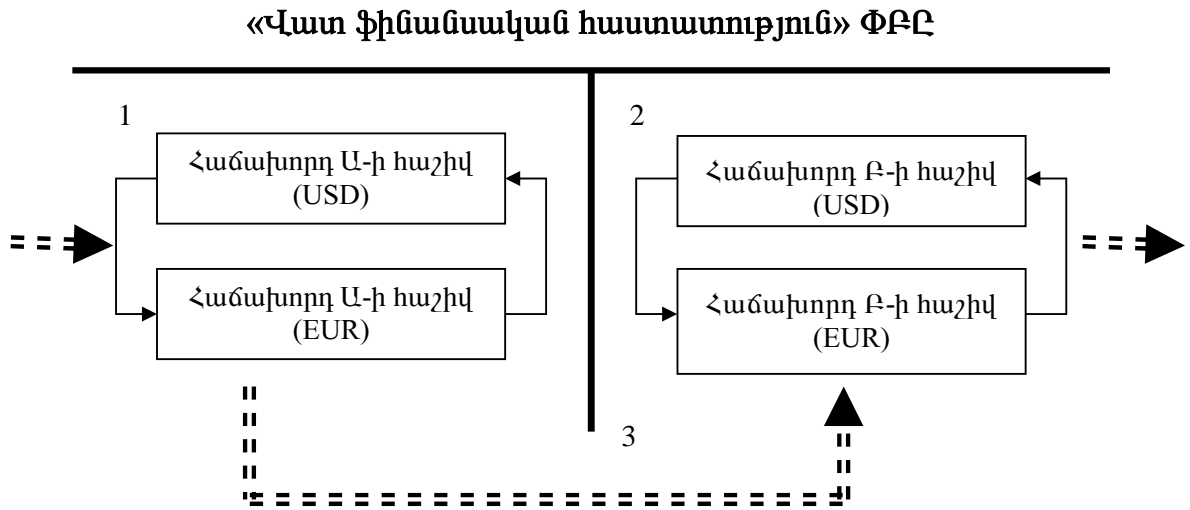 «Վատ ֆինանսական հաստատություն» ՓԲԸ
1
Հաճախորդ Ա-ի հաշիվ
(USD)
Հաճախորդ Ա-ի հաշիվ
(EUR)
2
Հաճախորդ Բ-ի հաշիվ
(USD)
Հաճախորդ Բ-ի հաշիվ
(EUR)
3